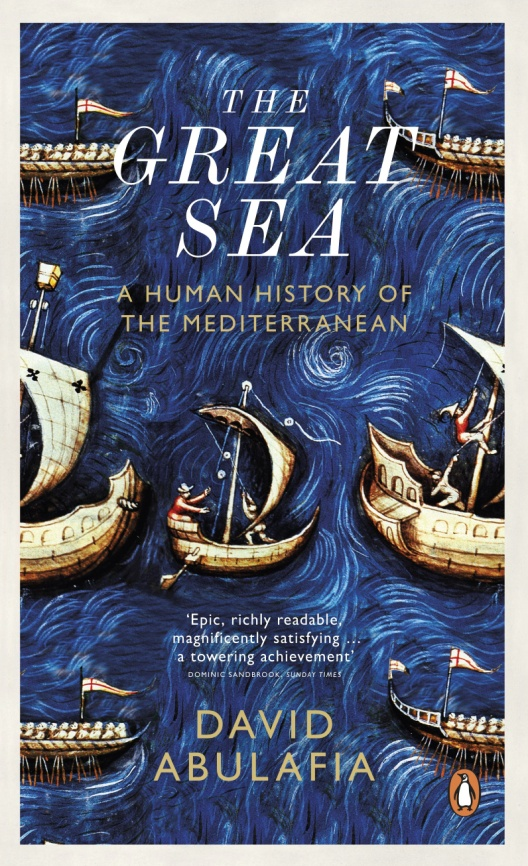 THE
GREAT
SEA
A HUMAN HISTORY OF
THE MEDITERRANEAN
‘Epic, richly readable,
magnificently satisfying ...
a towering achievement’
DOMINIC SANDBROOK, SUNDAY TIMES
DAVID
ABULAFIA